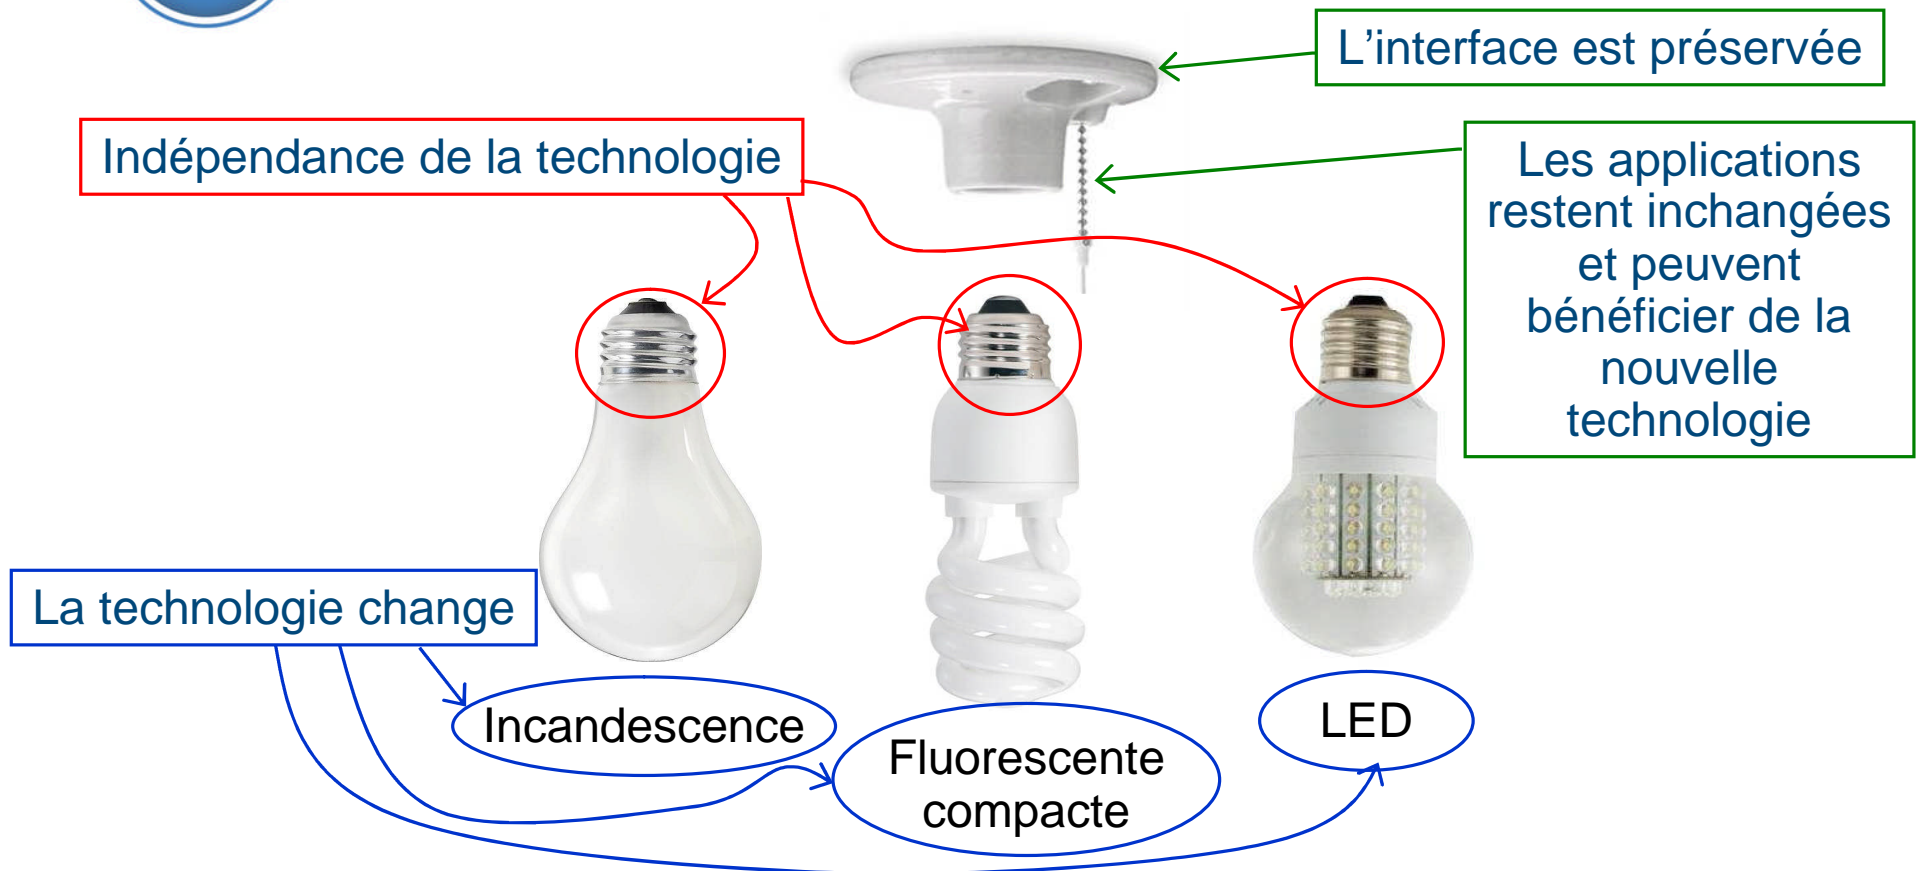 L’interface est préservée
Indépendance de la technologie
Les applications
restent inchangées
et peuvent
bénéficier de la
nouvelle
technologie
La technologie change
Incandescence
Fluorescente
compacte
LED